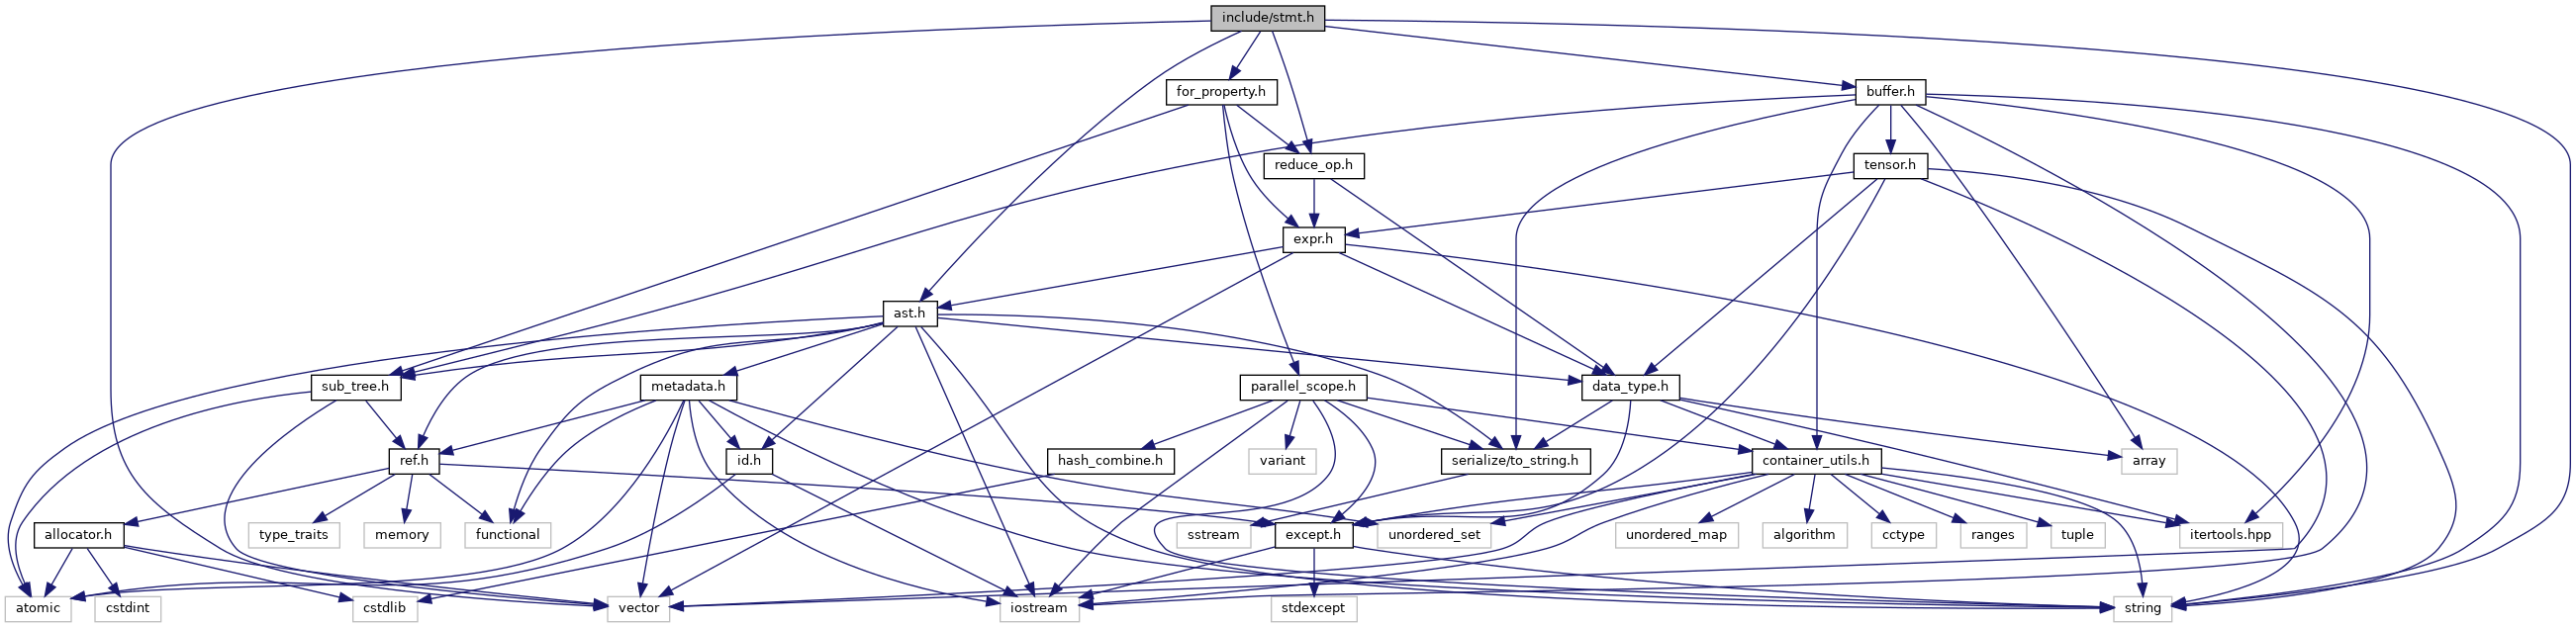 include/stmt.h
for_property.h
buffer.h
reduce_op.h
tensor.h
expr.h
ast.h
sub_tree.h
metadata.h
parallel_scope.h
data_type.h
ref.h
id.h
hash_combine.h
variant
serialize/to_string.h
container_utils.h
array
allocator.h
type_traits
memory
functional
sstream
except.h
unordered_set
unordered_map
algorithm
cctype
ranges
tuple
itertools.hpp
atomic
cstdint
cstdlib
vector
iostream
stdexcept
string